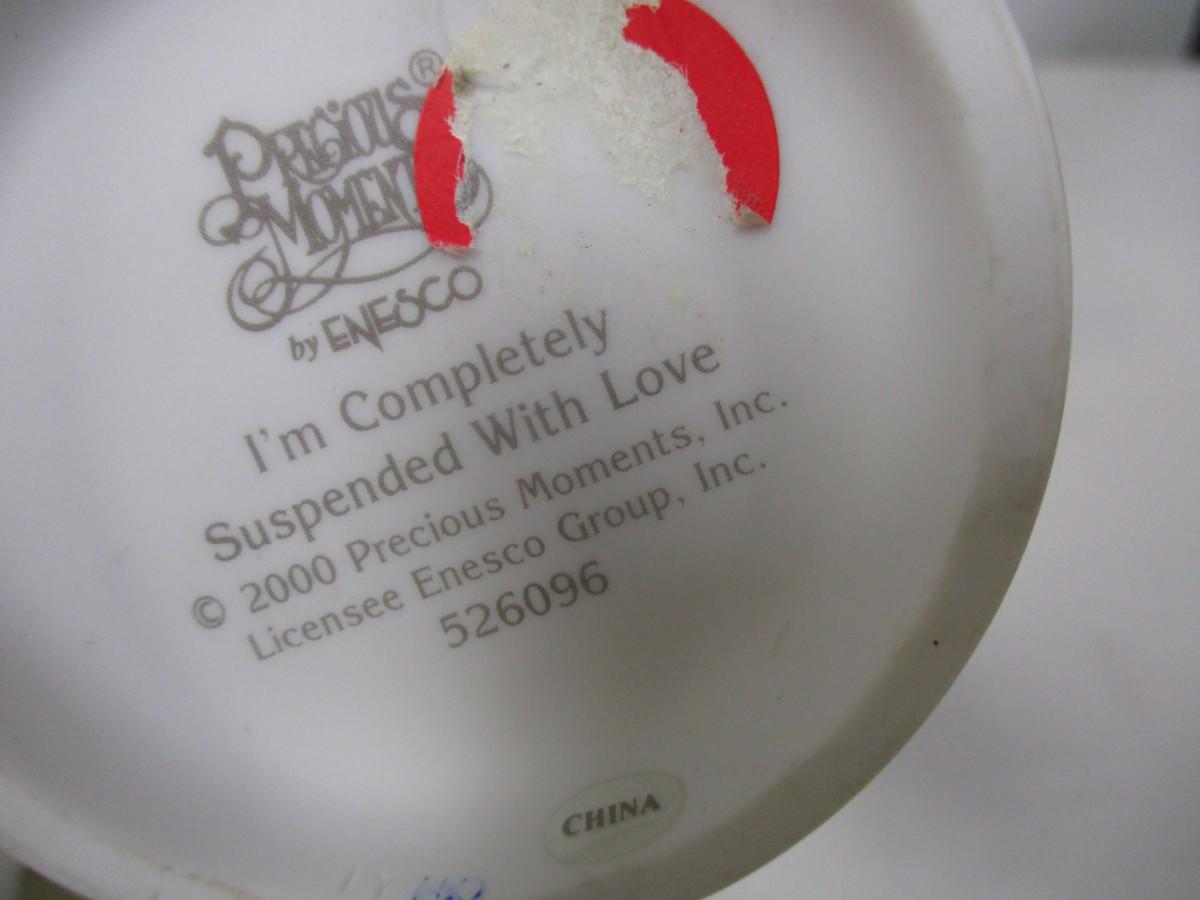 PRECIOUS ®
MOMENTS
by ENESCO
I'm Completely
Suspended With Love
© 2000 Precious Moments, Inc.
Licensee Enesco Group, Inc.
526096
CHINA